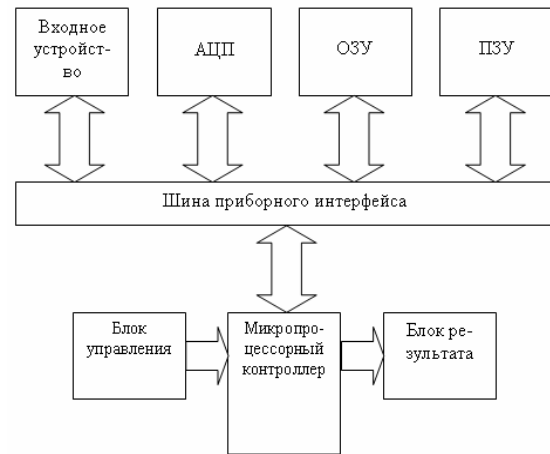 Входное
устройст-
во
АЦП
ОЗУ
ПЗУ
Шина приборного интерфейса
Блок
управления
Микропро-
цессорный
контроллер
Блок ре-
зультата